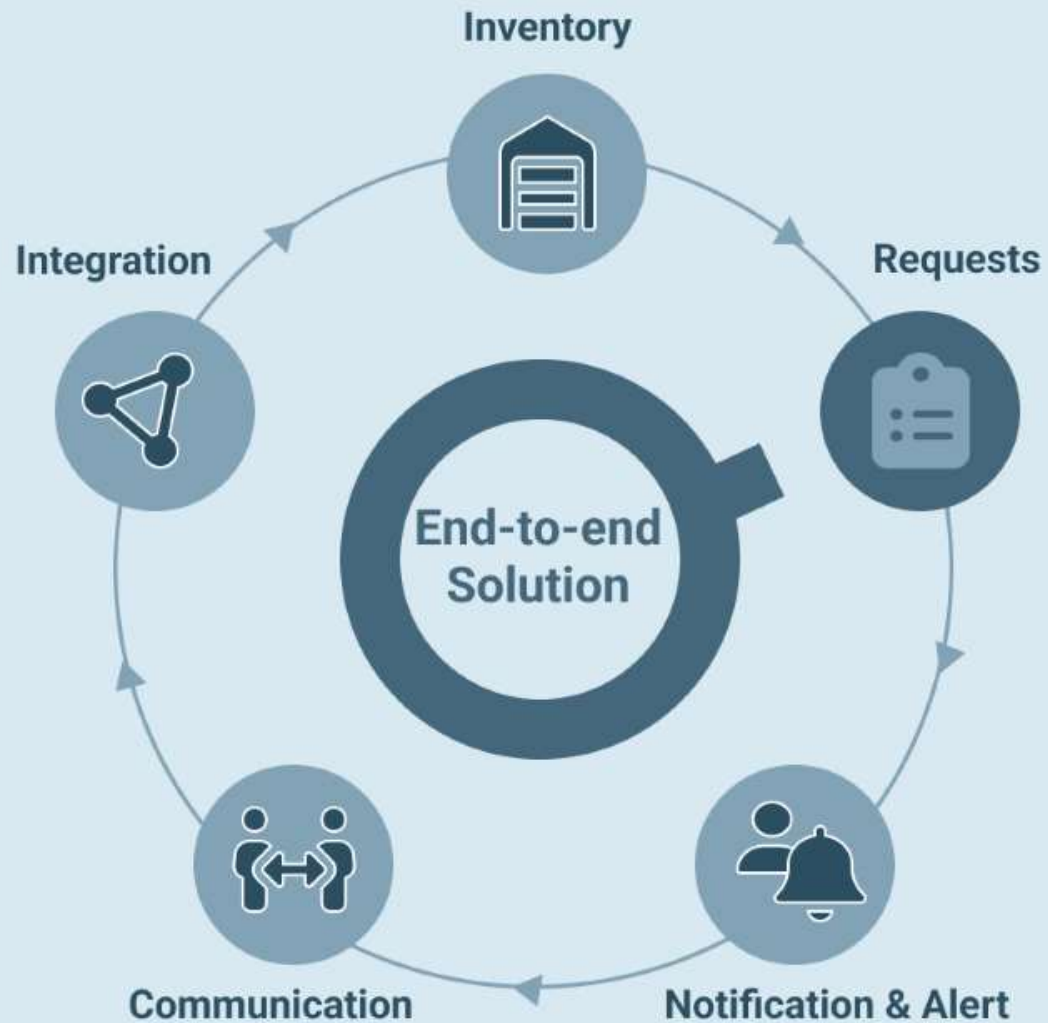 Inventory
Integration
Requests
End-to-end
Solution
Communication
Notification & Alert